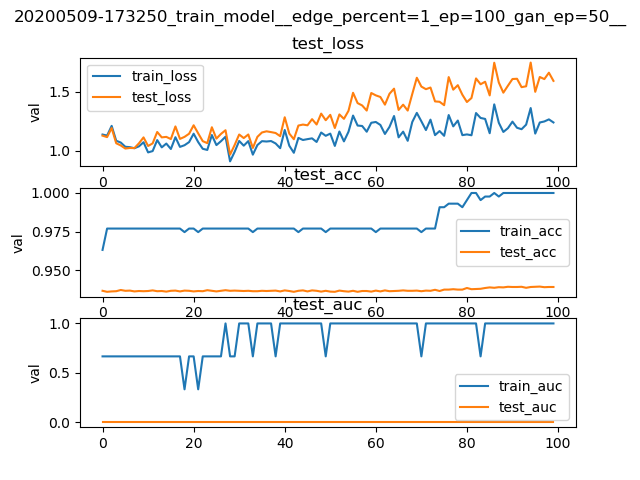 20200509-173250_train_model__edge_percent=1_ep=100_gan_ep=50__
test_loss
val
1.5
1.0
train_loss
test_loss
0 20 40 60 80 100
test_acc
val
1.000
0.975
0.950
train_acc
test_acc
0 20 40 60 80 100
test_auc
val
1.0
0.5
0.0
train_auc
test_auc
0 20 40 60 80 100